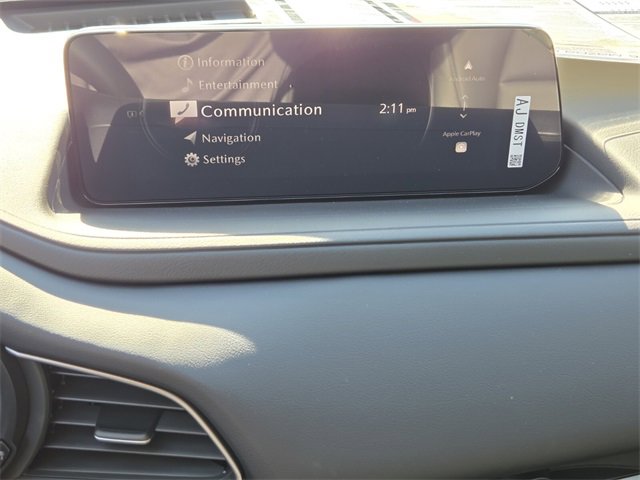 Information
Entertainment
Communication
2:11 pm
Navigation
Settings
Android Auto
Apple CarPlay
AJ DMST